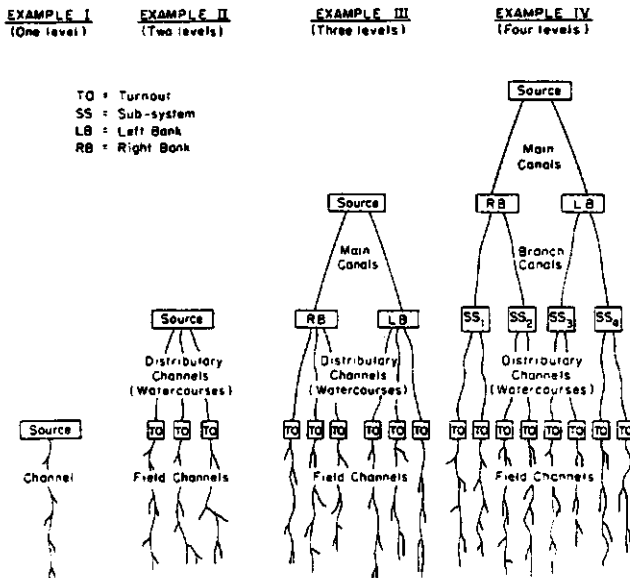 EXAMPLE I
(One level)
EXAMPLE II
(Two levels)
EXAMPLE III
(Three levels)
EXAMPLE IV
(Four levels)
TO = Turnout
SS = Sub-system
LB = Left Bank
RB = Right Bank
Source
Channel
Source
Distributary
Channels
(Watercourses)
TO TO TO
Field Channels
Source
Main
Canals
RB LB
Distributary
Channels
(Watercourses)
TO TO TO TO TO TO
Field Channels
Source
Main
Canals
RB LB
Branch
Canals
SS1 SS2 SS3 SS4
Distributary
Channels
(Watercourses)
TO TO TO TO TO TO TO TO
Field Channels